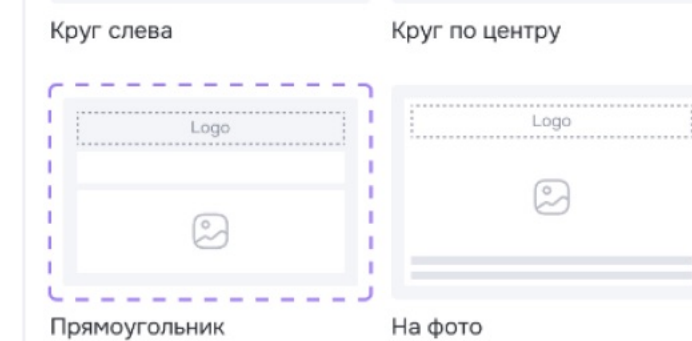 Круг слева
Круг по центру
Logo
Logo
Прямоугольник
На фото